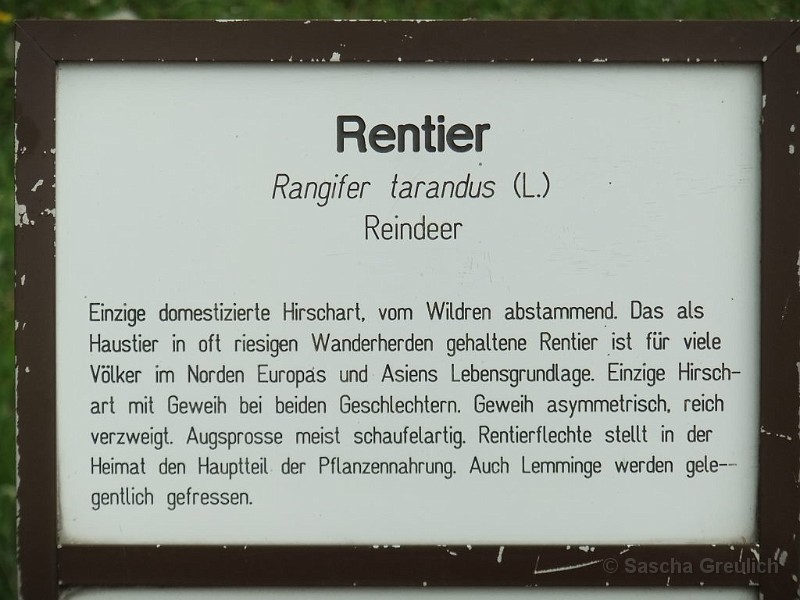 Rentier
Rangifer tarandus (L.)
Reindeer
Einzige domestizierte Hirschart, vom Wildren abstammend. Das als
Haustier in oft riesigen Wanderherden gehaltene Rentier ist für viele
Völker im Norden Europas und Asiens Lebensgrundlage. Einzige Hirsch-
art mit Geweih bei beiden Geschlechtern. Geweih asymmetrisch, reich
verzweigt. Augsprosse meist schaufelartig. Rentierflechte stellt in der
Heimat den Hauptteil der Pflanzennahrung. Auch Lemminge werden gele--
gentlich gefressen.
© Sascha Greulich